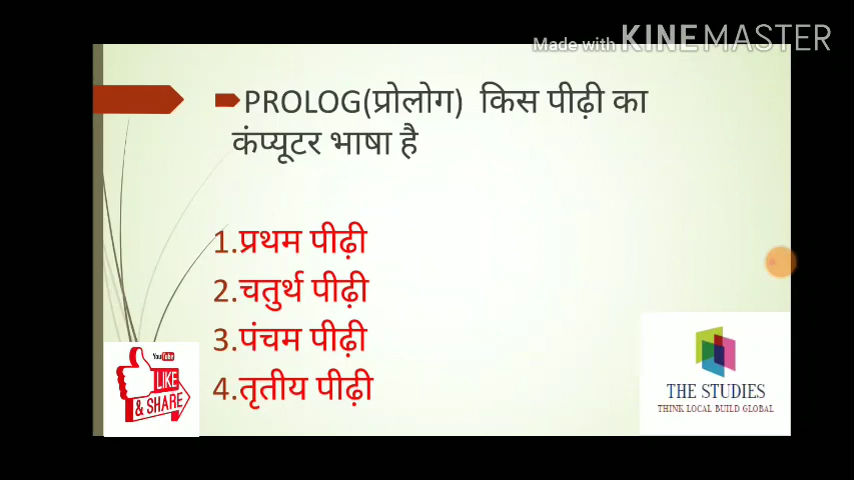 Made with KINEMASTER
PROLOG(प्रोलोग) किस पीढ़ी का
कंप्यूटर भाषा है
1.प्रथम पीढ़ी
2.चतुर्थ पीढ़ी
3.पंचम पीढ़ी
4.तृतीय पीढ़ी
YouTube
LIKE
& SHARE
THE STUDIES
THINK LOCAL BUILD GLOBAL